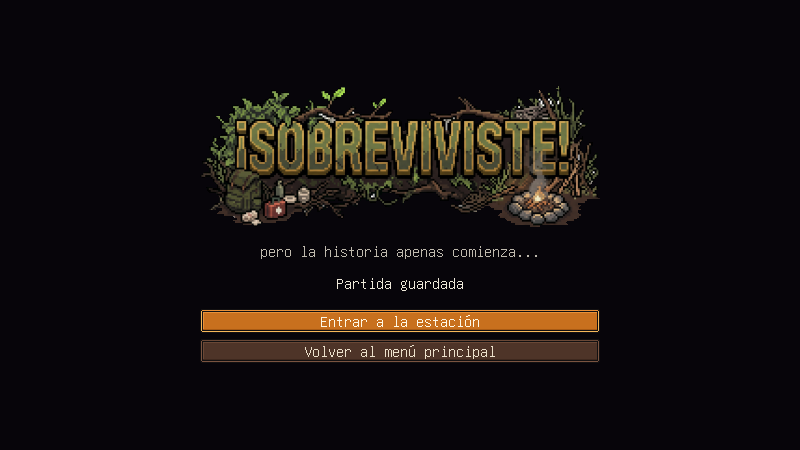 ¡SOBREVIVISTE!
pero la historia apenas comienza...
Partida guardada
Entrar a la estación
Volver al menú principal